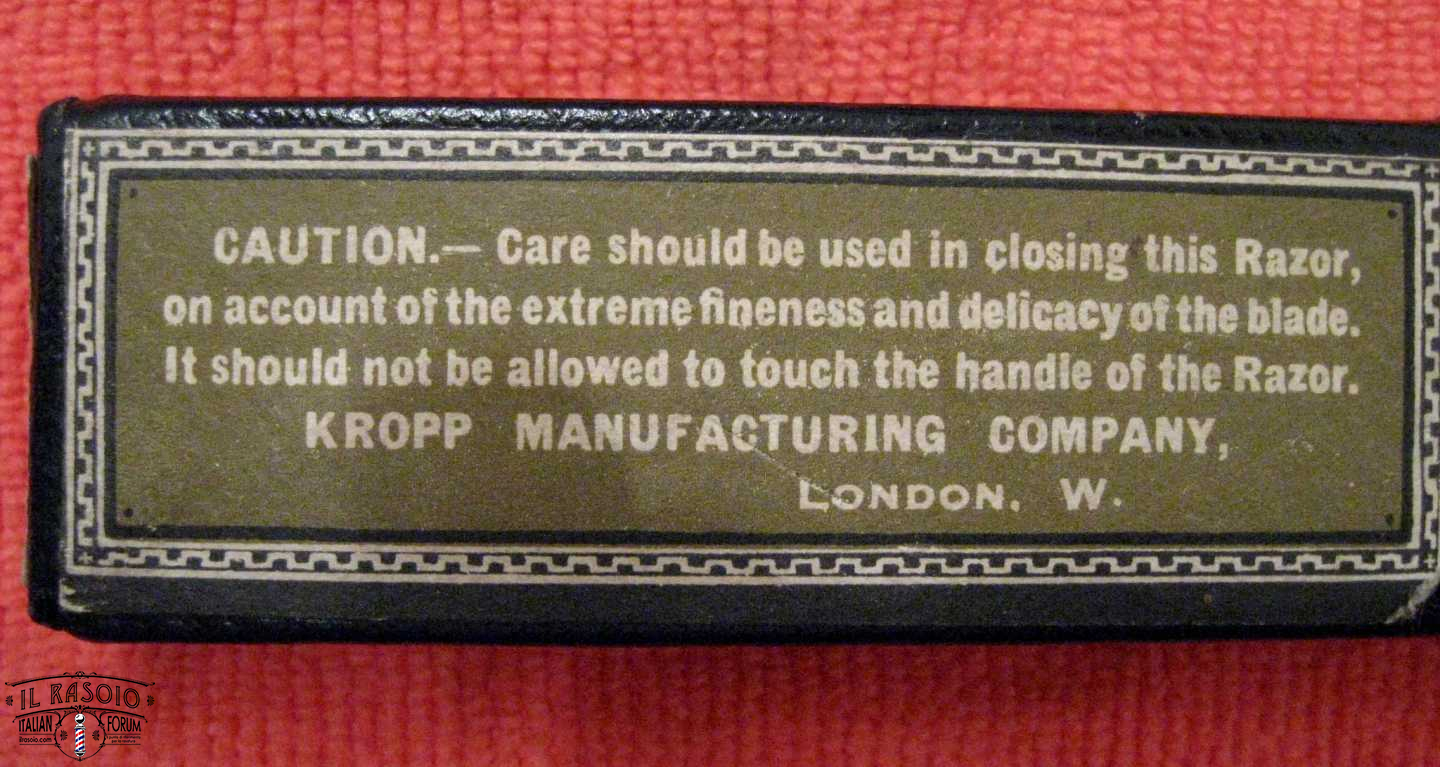 CAUTION.— Care should be used in closing this Razor,
on account of the extreme fineness and delicacy of the blade.
It should not be allowed to touch the handle of the Razor.
KROPP MANUFACTURING COMPANY,
LONDON, W.
IL RASOIO
ITALIAN FORUM
ilrasoio.com